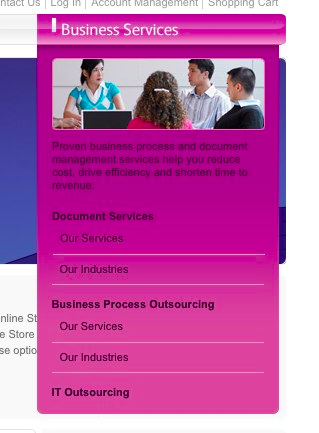 ntact Us | Log In | Account Management | Shopping Cart
Business Services
Proven business process and document
management services help you reduce
cost, drive efficiency and shorten time to
revenue.
Document Services
Our Services
Our Industries
Business Process Outsourcing
nline St
Our Services
e Store
se optio
Our Industries
IT Outsourcing